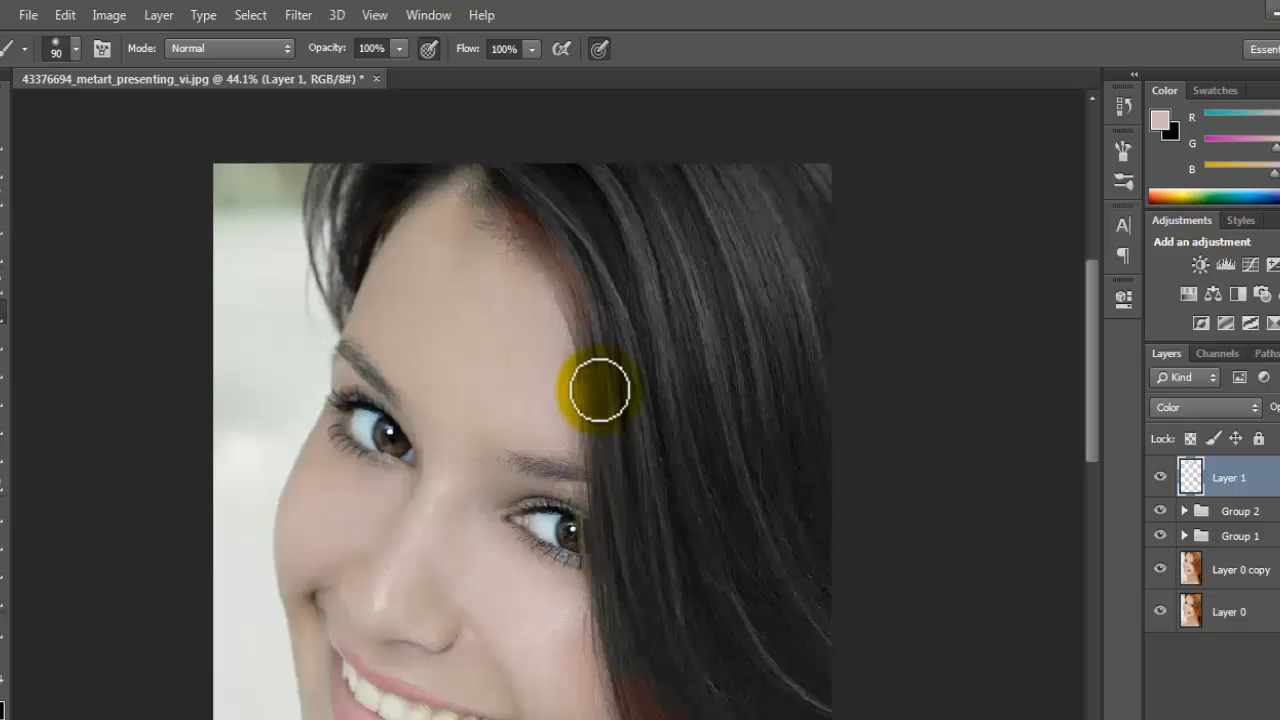 File Edit Image Layer Type Select Filter 3D View Window Help
90 Mode: Normal Opacity: 100% Flow: 100%
43376694_metart_presenting_vi.jpg @ 44.1% (Layer 1, RGB/8#) * ×
Color Swatches
R
G
B
Adjustments Styles
Add an adjustment
Layers Channels Paths
Kind
Color
Lock:
Layer 1
Group 2
Group 1
Layer 0 copy
Layer 0